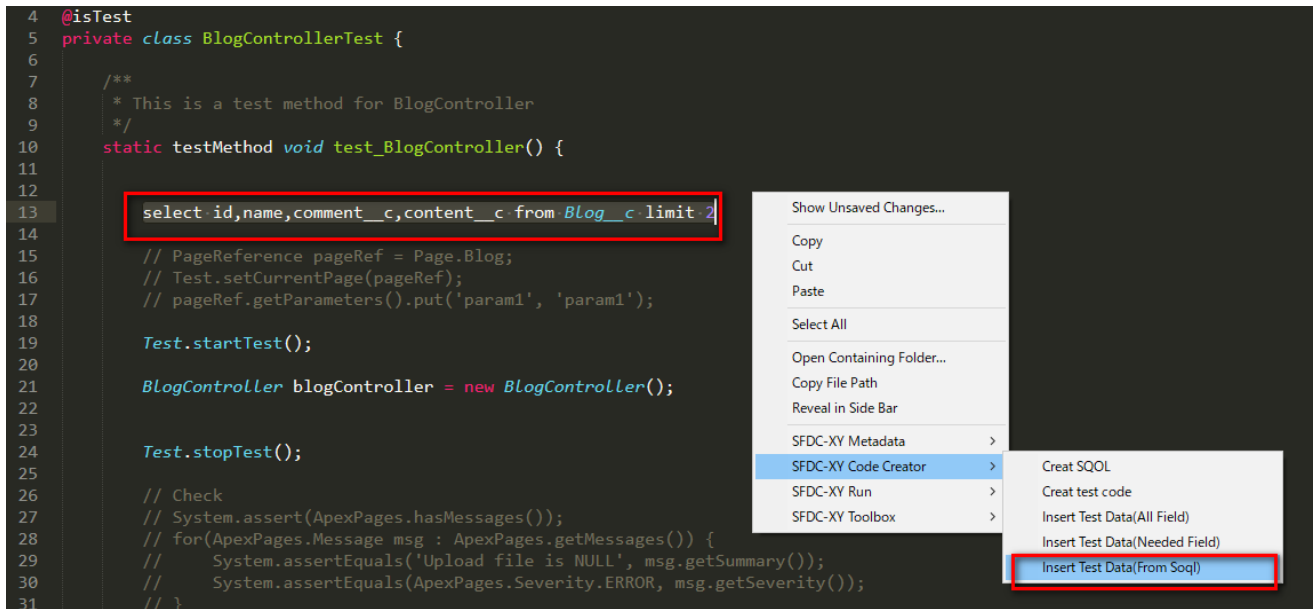 4 @isTest
5 private class BlogControllerTest {
6
7 /**
8 * This is a test method for BlogController
9 */
10 static testMethod void test_BlogController() {
11
12
13 select id,name,comment__c,content__c from Blog__c limit 2
14
15 // PageReference pageRef = Page.Blog;
16 // Test.setCurrentPage(pageRef);
17 // pageRef.getParameters().put('param1', 'param1');
18
19 Test.startTest();
20
21 BlogController blogController = new BlogController();
22
23
24 Test.stopTest();
25
26 // Check
27 // System.assert(ApexPages.hasMessages());
28 // for(ApexPages.Message msg : ApexPages.getMessages()) {
29 // System.assertEquals('Upload file is NULL', msg.getSummary());
30 // System.assertEquals(ApexPages.Severity.ERROR, msg.getSeverity());
31 // }
Show Unsaved Changes...
Copy
Cut
Paste
Select All
Open Containing Folder...
Copy File Path
Reveal in Side Bar
SFDC-XY Metadata >
SFDC-XY Code Creator >
SFDC-XY Run >
SFDC-XY Toolbox >
Creat SQOL
Creat test code
Insert Test Data(All Field)
Insert Test Data(Needed Field)
Insert Test Data(From Soql)